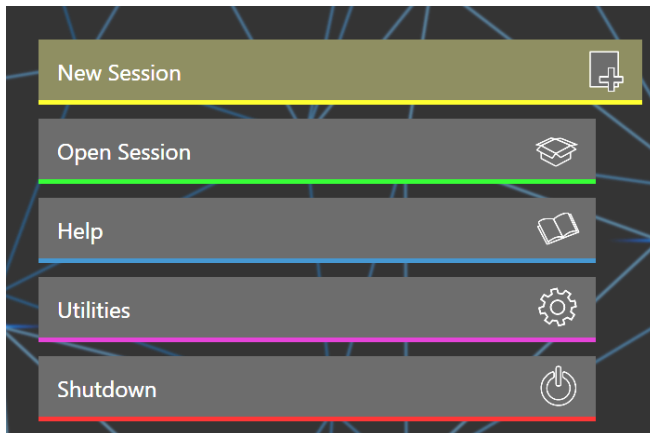 New Session
Open Session
Help
Utilities
Shutdown